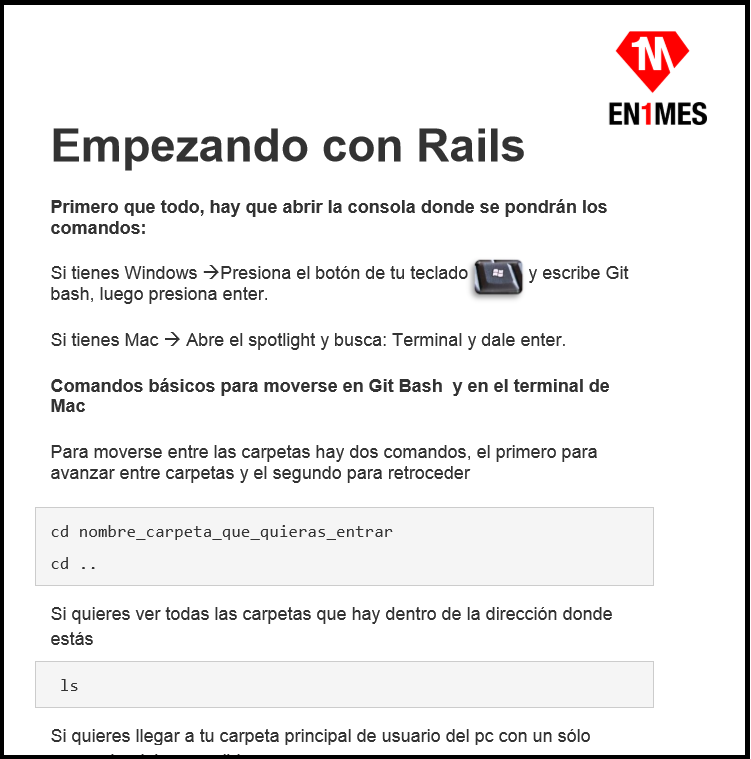 1M
EN1MES
Empezando con Rails
Primero que todo, hay que abrir la consola donde se pondrán los
comandos:
Si tienes Windows →Presiona el botón de tu teclado y escribe Git
bash, luego presiona enter.
Si tienes Mac → Abre el spotlight y busca: Terminal y dale enter.
Comandos básicos para moverse en Git Bash  y en el terminal de
Mac
Para moverse entre las carpetas hay dos comandos, el primero para
avanzar entre carpetas y el segundo para retroceder
cd nombre_carpeta_que_quieras_entrar
cd ..
Si quieres ver todas las carpetas que hay dentro de la dirección donde
estás
ls
Si quieres llegar a tu carpeta principal de usuario del pc con un sólo